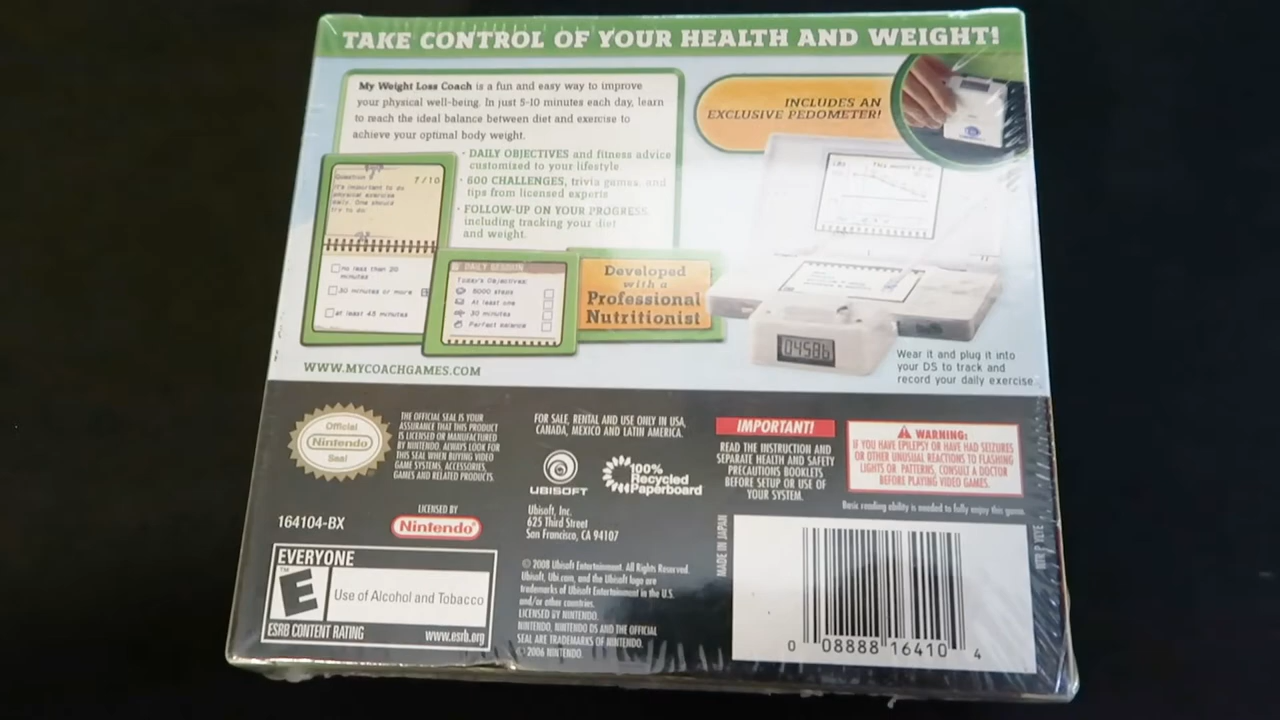 TAKE CONTROL OF YOUR HEALTH AND WEIGHT!
My Weight Loss Coach is a fun and easy way to improve
your physical well-being. In just 5-10 minutes each day, learn
to reach the ideal balance between diet and exercise to
achieve your optimal body weight.
· DAILY OBJECTIVES and fitness advice
customized to your lifestyle
· 600 CHALLENGES, trivia games, and
tips from licensed experts
· FOLLOW-UP ON YOUR PROGRESS,
including tracking your diet
and weight.
INCLUDES AN
EXCLUSIVE PEDOMETER!
Question
7/10
It's important to do
physical exercise
daily. One should
try to do:
no less than 20
minutes
30 minutes or more
at least 45 minutes
DAILY SESSION
Today's Objectives:
6000 steps
At least one
30 minutes
Perfect balance
Developed
with a
Professional
Nutritionist
Lbs
This month's
04586
Wear it and plug it into
your DS to track and
record your daily exercise.
WWW.MYCOACHGAMES.COM
Official
Nintendo
Seal
THE OFFICIAL SEAL IS YOUR
ASSURANCE THAT THIS PRODUCT
IS LICENSED OR MANUFACTURED
BY NINTENDO. ALWAYS LOOK FOR
THIS SEAL WHEN BUYING VIDEO
GAME SYSTEMS, ACCESSORIES,
GAMES AND RELATED PRODUCTS.
FOR SALE, RENTAL AND USE ONLY IN USA,
CANADA, MEXICO AND LATIN AMERICA.
UBISOFT
100%
Recycled
Paperboard
IMPORTANT!
READ THE INSTRUCTION AND
SEPARATE HEALTH AND SAFETY
PRECAUTIONS BOOKLETS
BEFORE SETUP OR USE OF
YOUR SYSTEM.
WARNING:
IF YOU HAVE EPILEPSY OR HAVE HAD SEIZURES
OR OTHER UNUSUAL REACTIONS TO FLASHING
LIGHTS OR PATTERNS, CONSULT A DOCTOR
BEFORE PLAYING VIDEO GAMES.
Basic reading ability is needed to fully enjoy this game.
164104-BX
LICENSED BY
Nintendo®
Ubisoft, Inc.
625 Third Street
San Francisco, CA 94107
EVERYONE
E
TM
Use of Alcohol and Tobacco
ESRB CONTENT RATING
www.esrb.org
© 2008 Ubisoft Entertainment. All Rights Reserved.
Ubisoft, Ubi.com, and the Ubisoft logo are
trademarks of Ubisoft Entertainment in the U.S.
and/or other countries.
LICENSED BY NINTENDO.
NINTENDO, NINTENDO DS AND THE OFFICIAL
SEAL ARE TRADEMARKS OF NINTENDO.
© 2006 NINTENDO.
MADE IN JAPAN
0 08888 16410 4